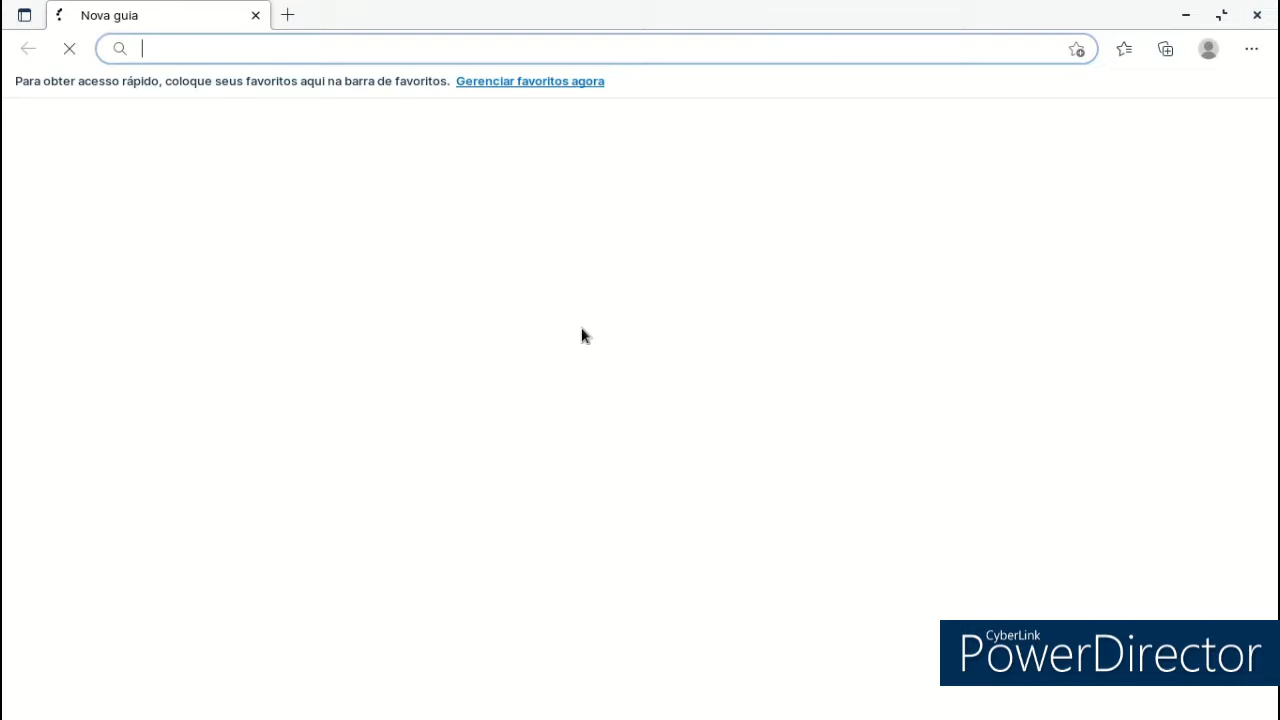 Nova guia
Para obter acesso rápido, coloque seus favoritos aqui na barra de favoritos. Gerenciar favoritos agora
CyberLink
PowerDirector